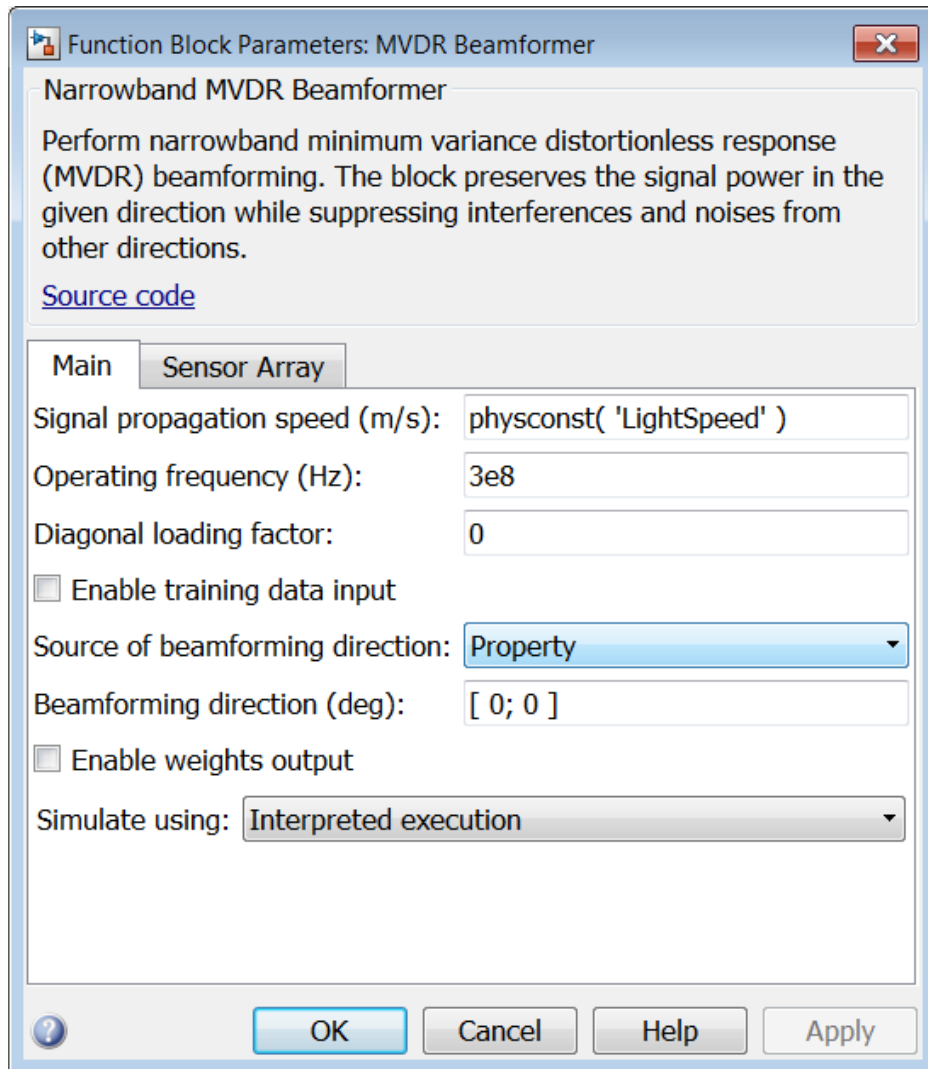 Function Block Parameters: MVDR Beamformer
Narrowband MVDR Beamformer
Perform narrowband minimum variance distortionless response
(MVDR) beamforming. The block preserves the signal power in the
given direction while suppressing interferences and noises from
other directions.
Source code
Main Sensor Array
Signal propagation speed (m/s): physconst( 'LightSpeed' )
Operating frequency (Hz): 3e8
Diagonal loading factor: 0
Enable training data input
Source of beamforming direction: Property
Beamforming direction (deg): [ 0; 0 ]
Enable weights output
Simulate using: Interpreted execution
? OK Cancel Help Apply